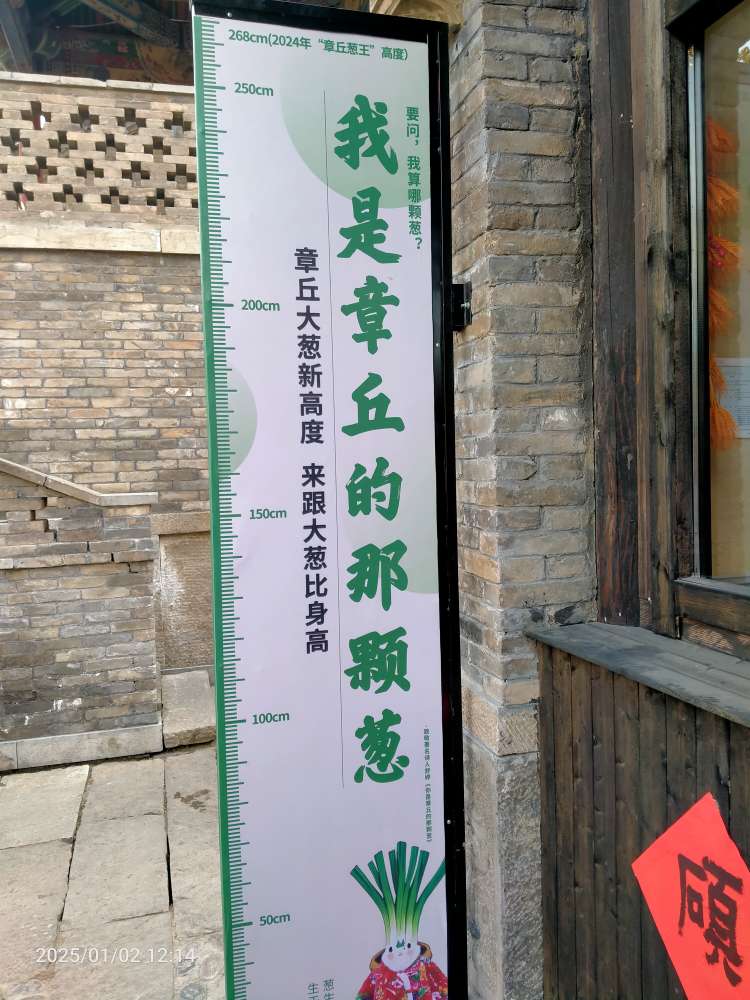 268cm(2024年“章丘葱王”高度)
250cm
200cm
150cm
100cm
50cm
要问，我算哪颗葱？
我是章丘的那颗葱
章丘大葱新高度 来跟大葱比身高
硕
2025/01/02 12:14